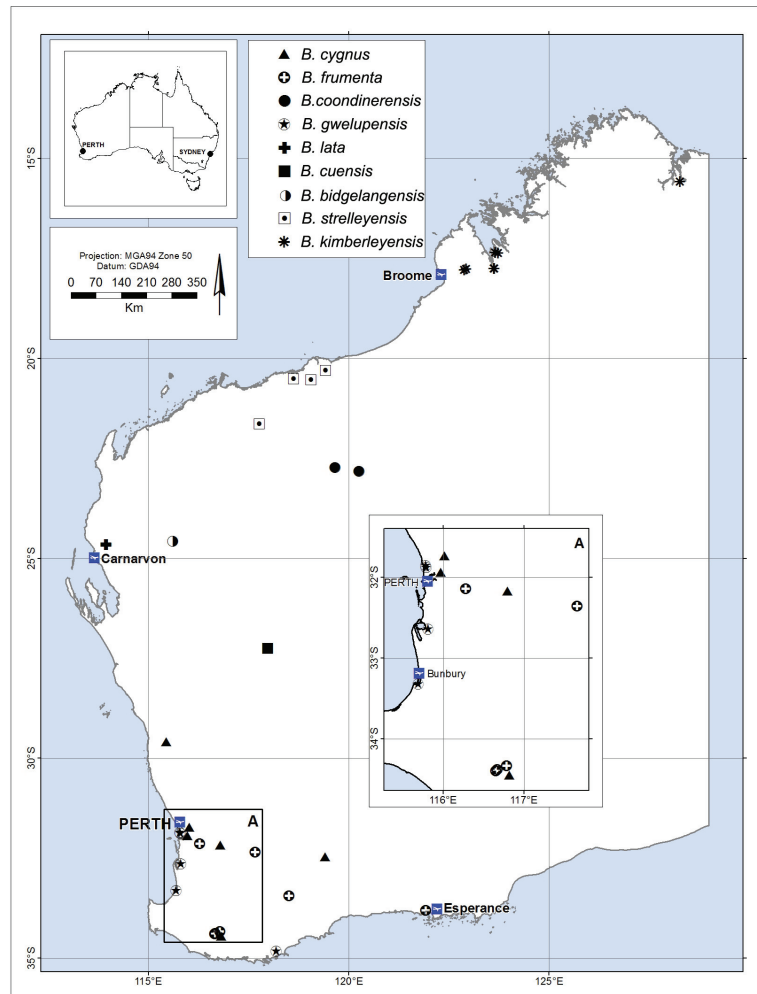 PERTH
SYDNEY
B. cygnus
B. frumenta
B.coondinerensis
B. gwelupensis
B. lata
B. cuensis
B. bidgelangensis
B. strelleyensis
B. kimberleyensis
Projection: MGA94 Zone 50
Datum: GDA94
0 70 140 210 280 350
Km
15°S
20°S
25°S
30°S
35°S
Broome
Carnarvon
PERTH
A
Esperance
A
32°S
PERTH
33°S
Bunbury
34°S
116°E 117°E
115°E 120°E 125°E